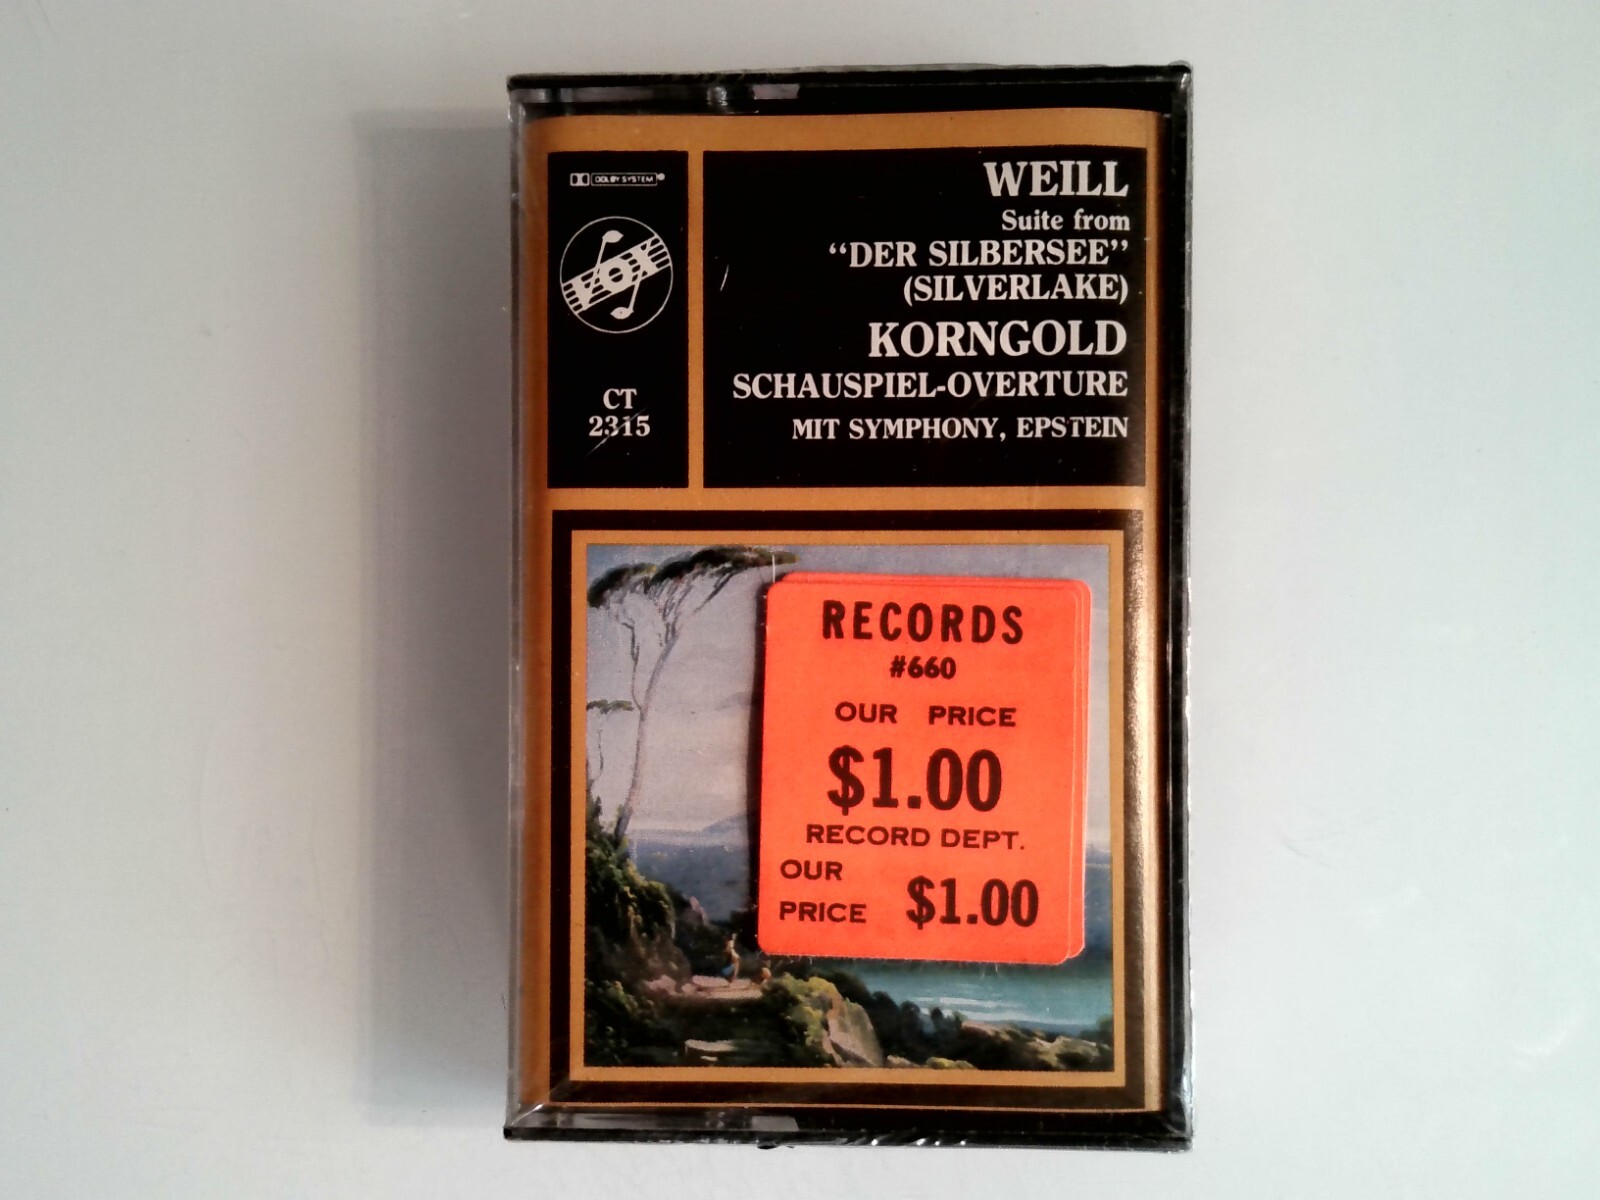 DOLBY SYSTEM
VOX
CT
2315
WEILL
Suite from
“DER SILBERSEE”
(SILVERLAKE)
KORNGOLD
SCHAUSPIEL-OVERTURE
MIT SYMPHONY, EPSTEIN
RECORDS
#660
OUR PRICE
$1.00
RECORD DEPT.
OUR
PRICE $1.00